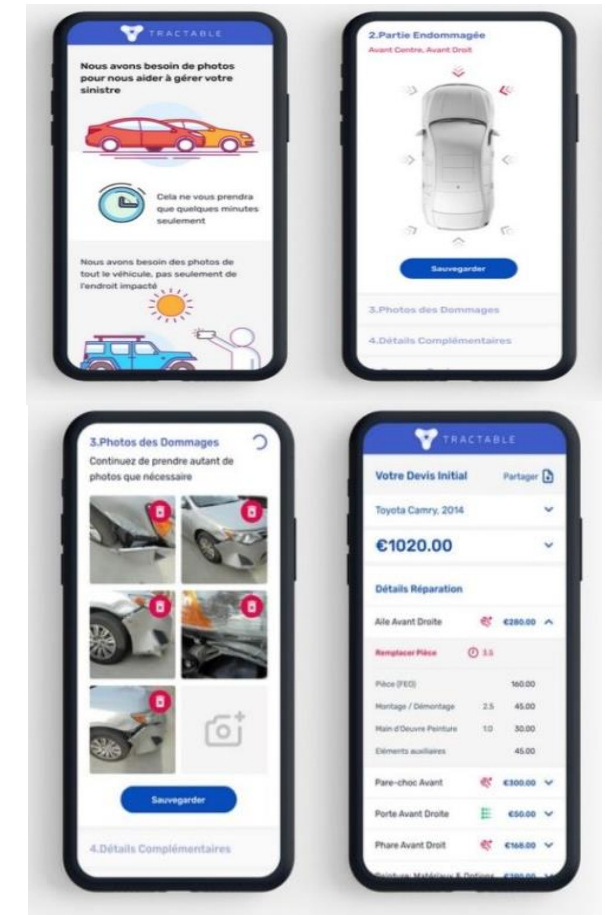 TRACTABLE
Nous avons besoin de photos
pour nous aider à gérer votre
sinistre
Cela ne vous prendra
que quelques minutes
seulement
Nous avons besoin des photos de
tout le véhicule, pas seulement de
l'endroit impacté
2.Partie Endommagée
Avant Centre, Avant Droit
Sauvegarder
3.Photos des Dommages
4.Détails Complémentaires
3.Photos des Dommages
Continuez de prendre autant de
photos que nécessaire
Sauvegarder
4.Détails Complémentaires
TRACTABLE
Votre Devis Initial Partager
Toyota Camry, 2014
€1020.00
Détails Réparation
Aile Avant Droite €280.00
Remplacer Pièce 3.5
Pièce (FEO) 160.00
Montage / Démontage 2.5 45.00
Main d'Oeuvre Peinture 1.0 30.00
Eléments auxiliaires 45.00
Pare-choc Avant €300.00
Porte Avant Droite €50.00
Phare Avant Droit €168.00